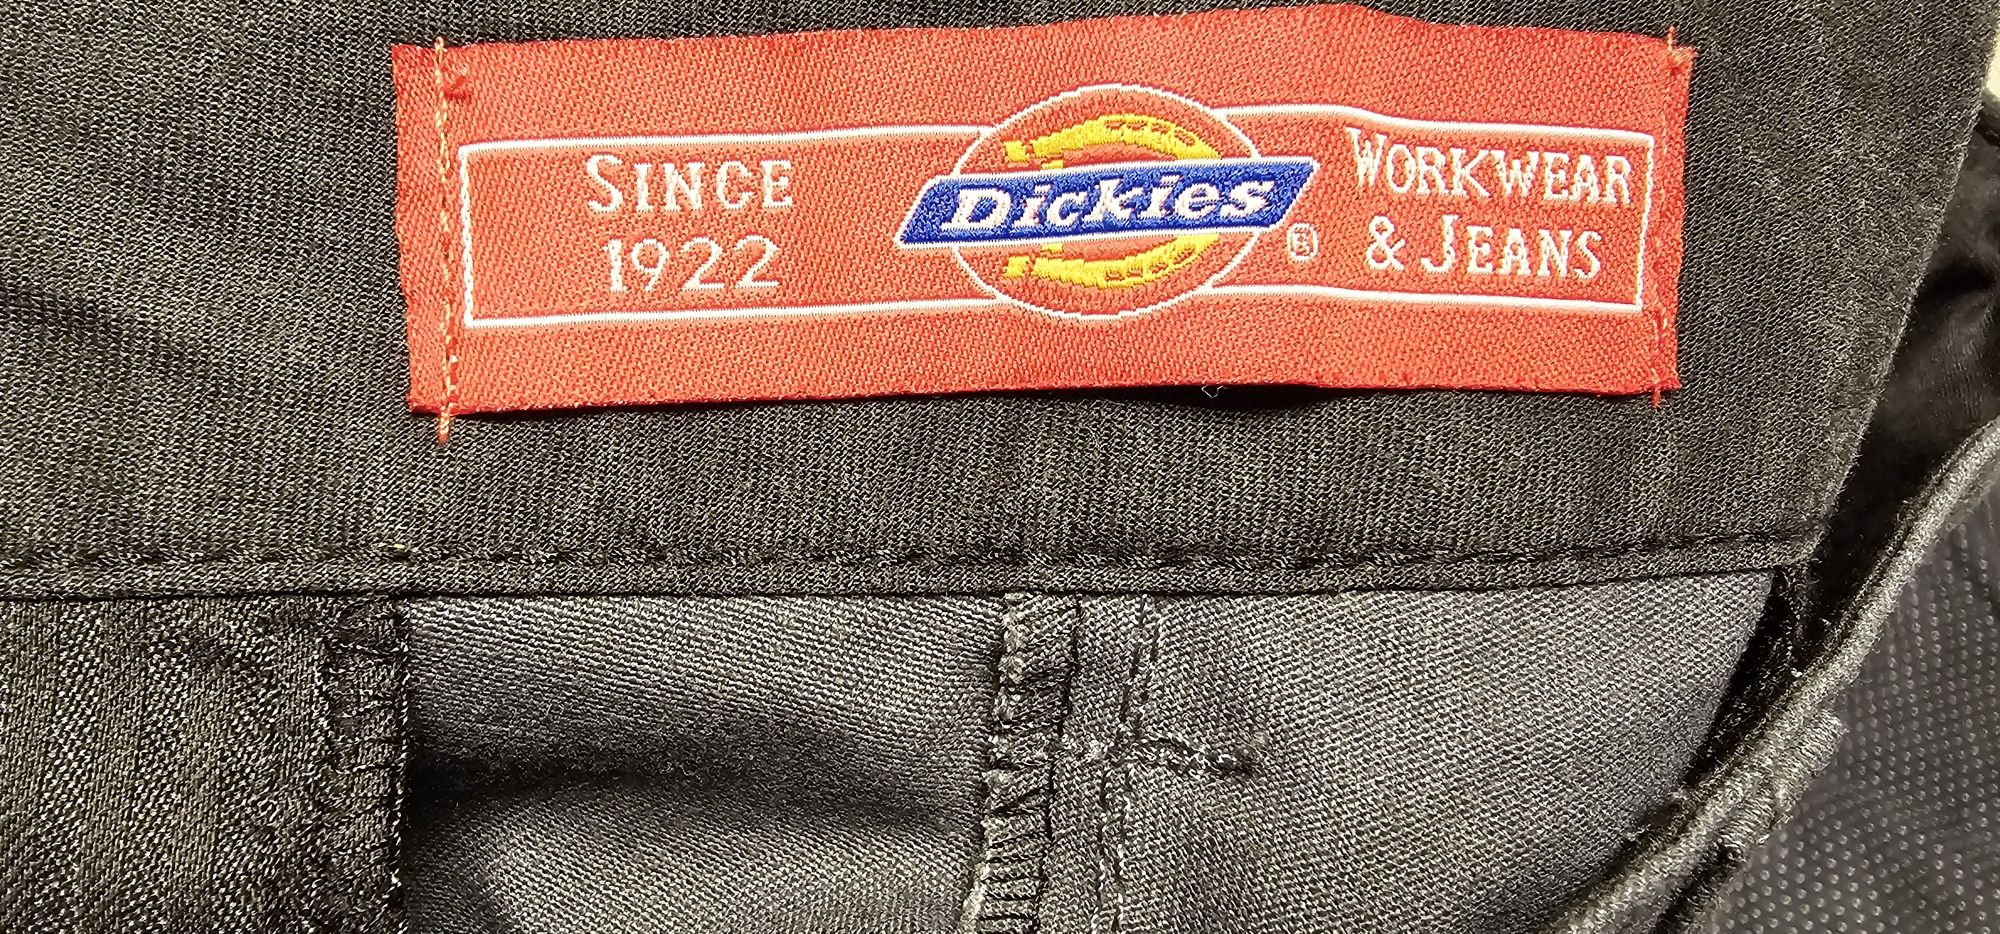 SINCE
1922
Dickies ®
WORKWEAR
& JEANS